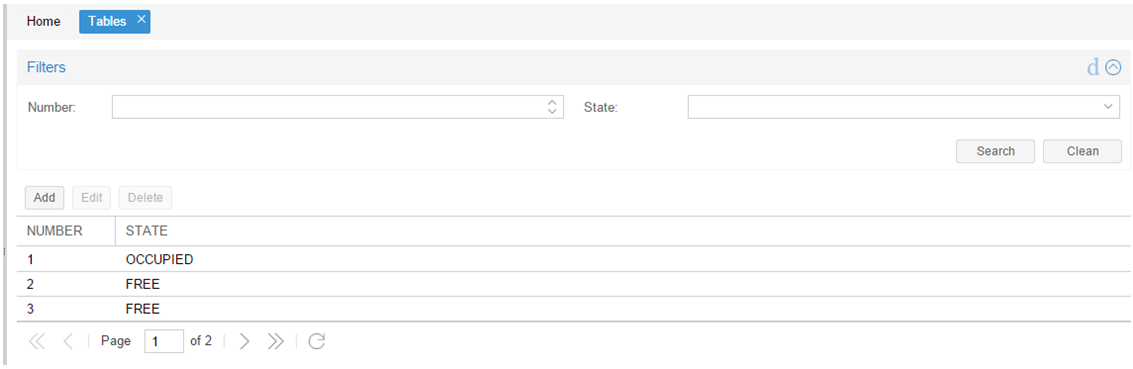 Home Tables
Filters d
Number: State:
Search Clean
Add Edit Delete
NUMBER STATE
1 OCCUPIED
2 FREE
3 FREE
Page 1 of 2